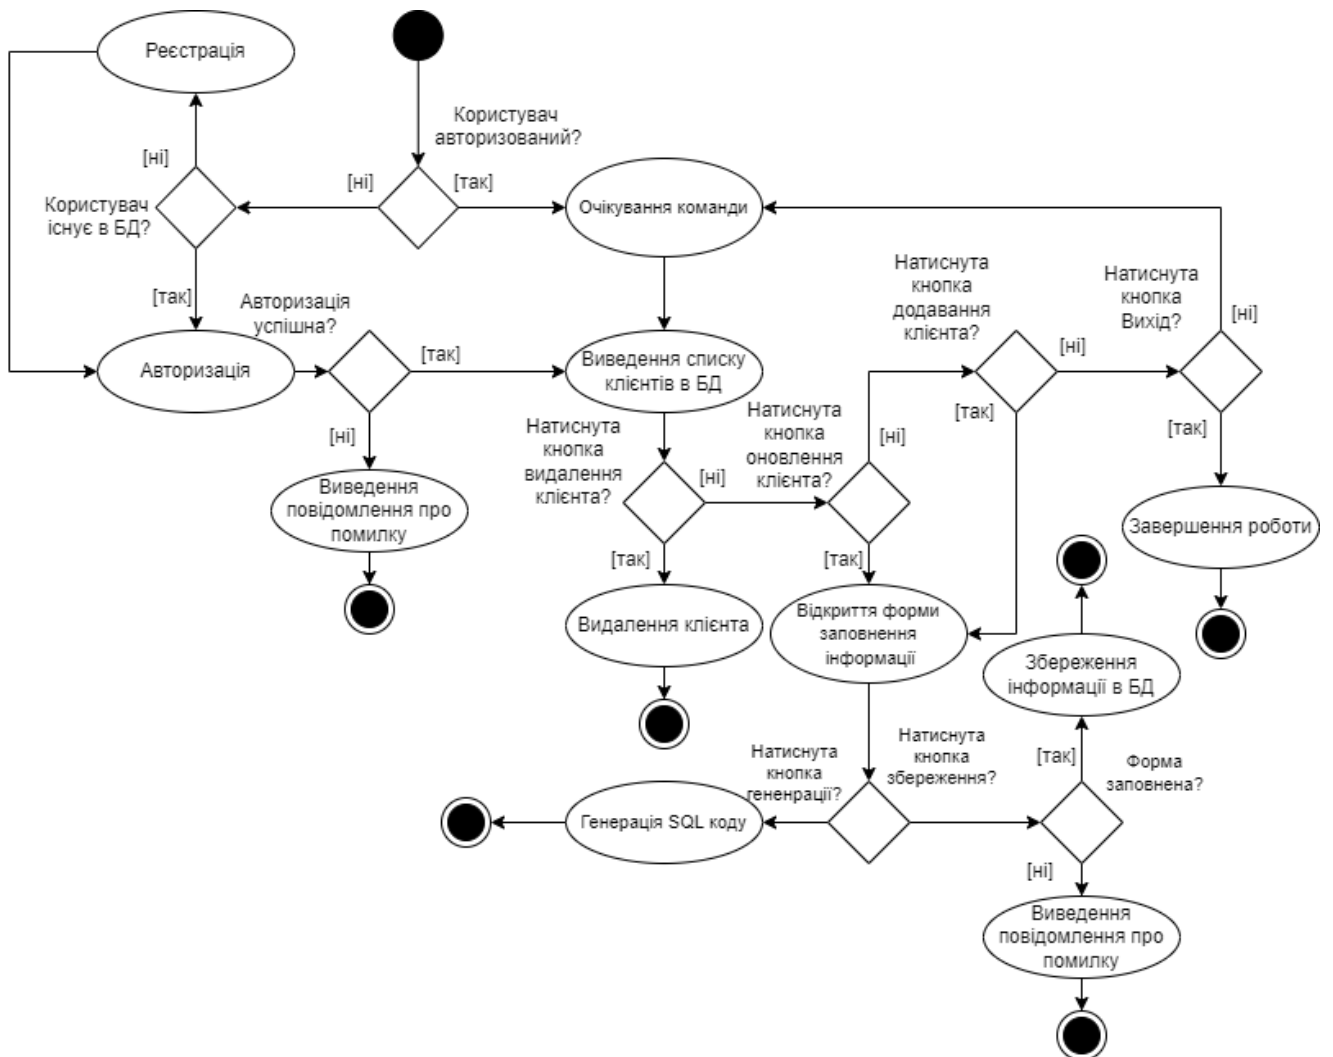 Реєстрація
Користувач
авторизований?
[ні]
[ні]
[так]
Користувач
існує в БД?
Очікування команди
[так]
Авторизація
успішна?
Натиснута
кнопка
додавання
клієнта?
Натиснута
кнопка
Вихід?
[ні]
[ні]
Авторизація
[так]
Виведення списку
клієнтів в БД
[ні]
Натиснута
кнопка
видалення
клієнта?
Натиснута
кнопка
оновлення
клієнта?
[ні]
[так]
[так]
[ні]
Виведення
повідомлення про
помилку
Завершення роботи
[так]
[так]
Видалення клієнта
Відкриття форми
заповнення
інформації
Збереження
інформації в БД
Натиснута
кнопка
гененрації?
Натиснута
кнопка
збереження?
[так]
Форма
заповнена?
Генерація SQL коду
[ні]
Виведення
повідомлення про
помилку